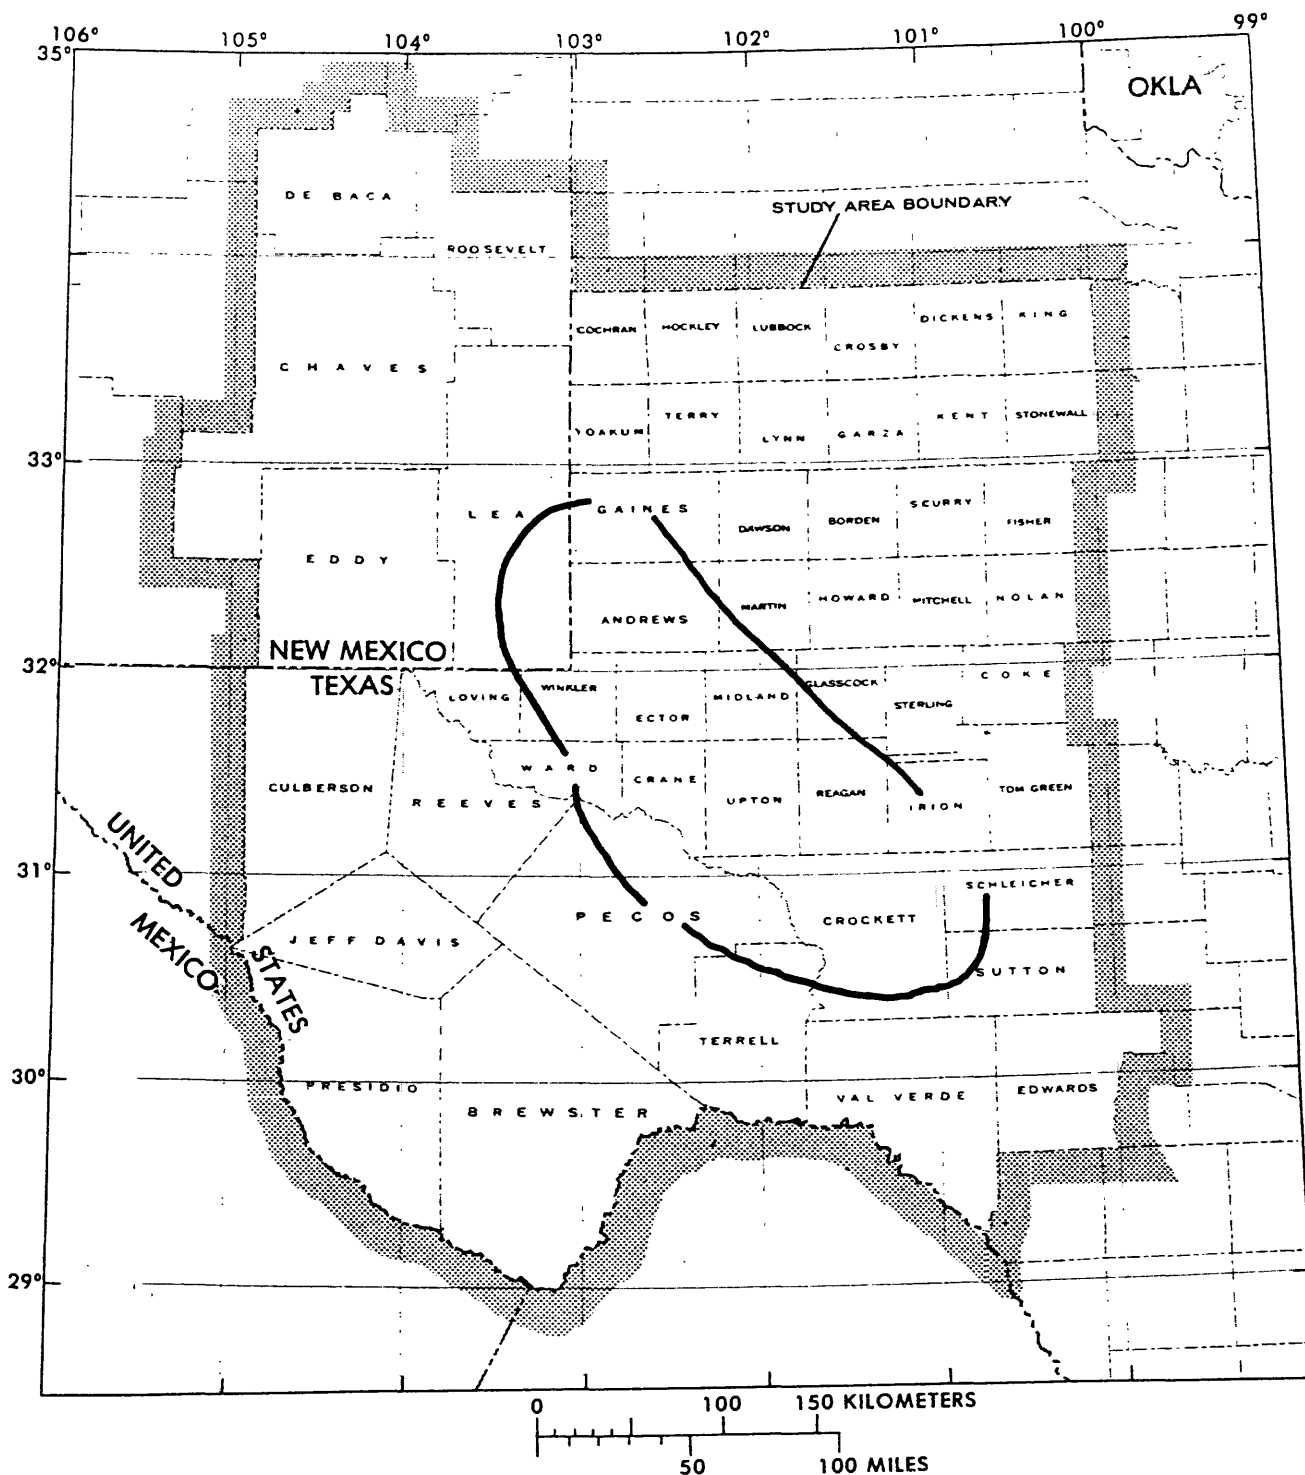 106° 105° 104° 103° 102° 101° 100° 99°
35°
OKLA
DE BACA
STUDY AREA BOUNDARY
ROOSEVELT
COCHRAN HOCKLEY LUBBOCK DICKENS KING
CROSBY
CHAVES
YOAKUM TERRY LYNN GARZA KENT STONEWALL
33°
LEA GAINES DAWSON BORDEN SCURRY FISHER
EDDY
ANDREWS MARTIN HOWARD MITCHELL NOLAN
NEW MEXICO
32°
TEXAS
LOVING WINKLER ECTOR MIDLAND GLASSCOCK STERLING COKE
WARD
CULBERSON REEVES CRANE UPTON REAGAN IRION TOM GREEN
UNITED
STATES
MEXICO
31°
SCHLEICHER
PECOS CROCKETT
JEFF DAVIS
SUTTON
TERRELL
30°
PRESIDIO BREWSTER VAL VERDE EDWARDS
29°
0 100 150 KILOMETERS
50 100 MILES